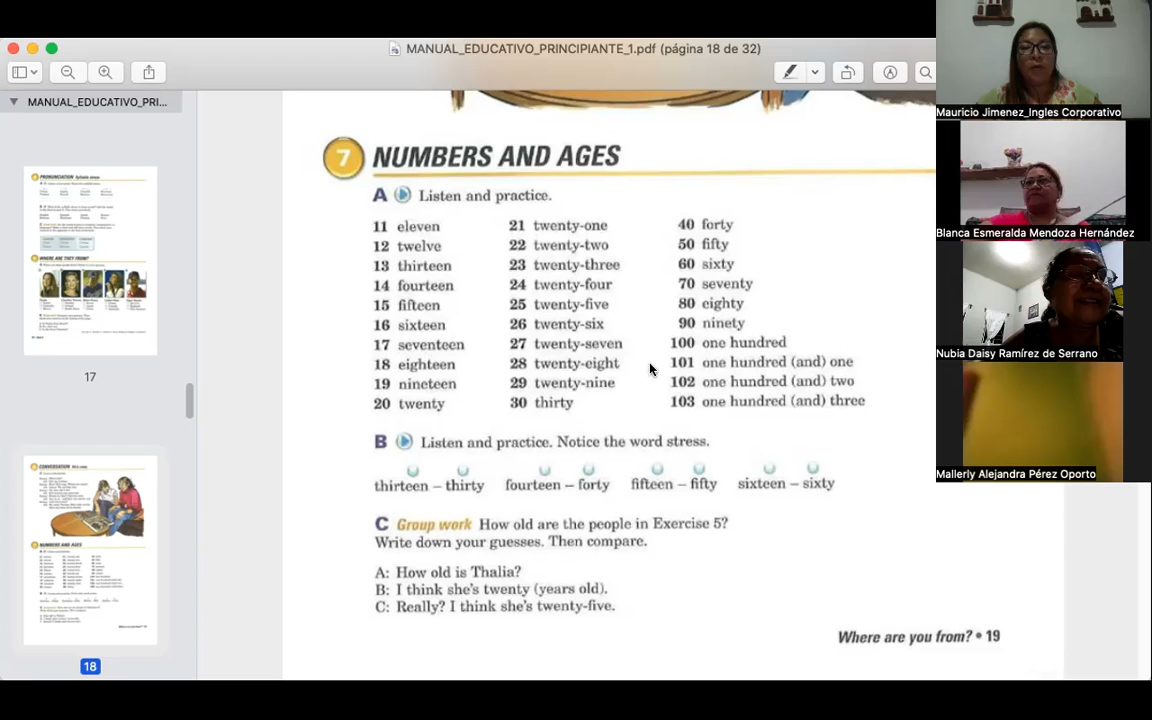 MANUAL_EDUCATIVO_PRINCIPIANTE_1.pdf (página 18 de 32)
MANUAL_EDUCATIVO_PRI...
17
18
7 NUMBERS AND AGES
A Listen and practice.
11 eleven 21 twenty-one 40 forty
12 twelve 22 twenty-two 50 fifty
13 thirteen 23 twenty-three 60 sixty
14 fourteen 24 twenty-four 70 seventy
15 fifteen 25 twenty-five 80 eighty
16 sixteen 26 twenty-six 90 ninety
17 seventeen 27 twenty-seven 100 one hundred
18 eighteen 28 twenty-eight 101 one hundred (and) one
19 nineteen 29 twenty-nine 102 one hundred (and) two
20 twenty 30 thirty 103 one hundred (and) three
B Listen and practice. Notice the word stress.
thirteen – thirty fourteen – forty fifteen – fifty sixteen – sixty
C Group work How old are the people in Exercise 5?
Write down your guesses. Then compare.
A: How old is Thalia?
B: I think she's twenty (years old).
C: Really? I think she's twenty-five.
Where are you from? • 19
Mauricio Jimenez_Ingles Corporativo
Blanca Esmeralda Mendoza Hernández
Nubia Daisy Ramírez de Serrano
Mallerly Alejandra Pérez Oporto